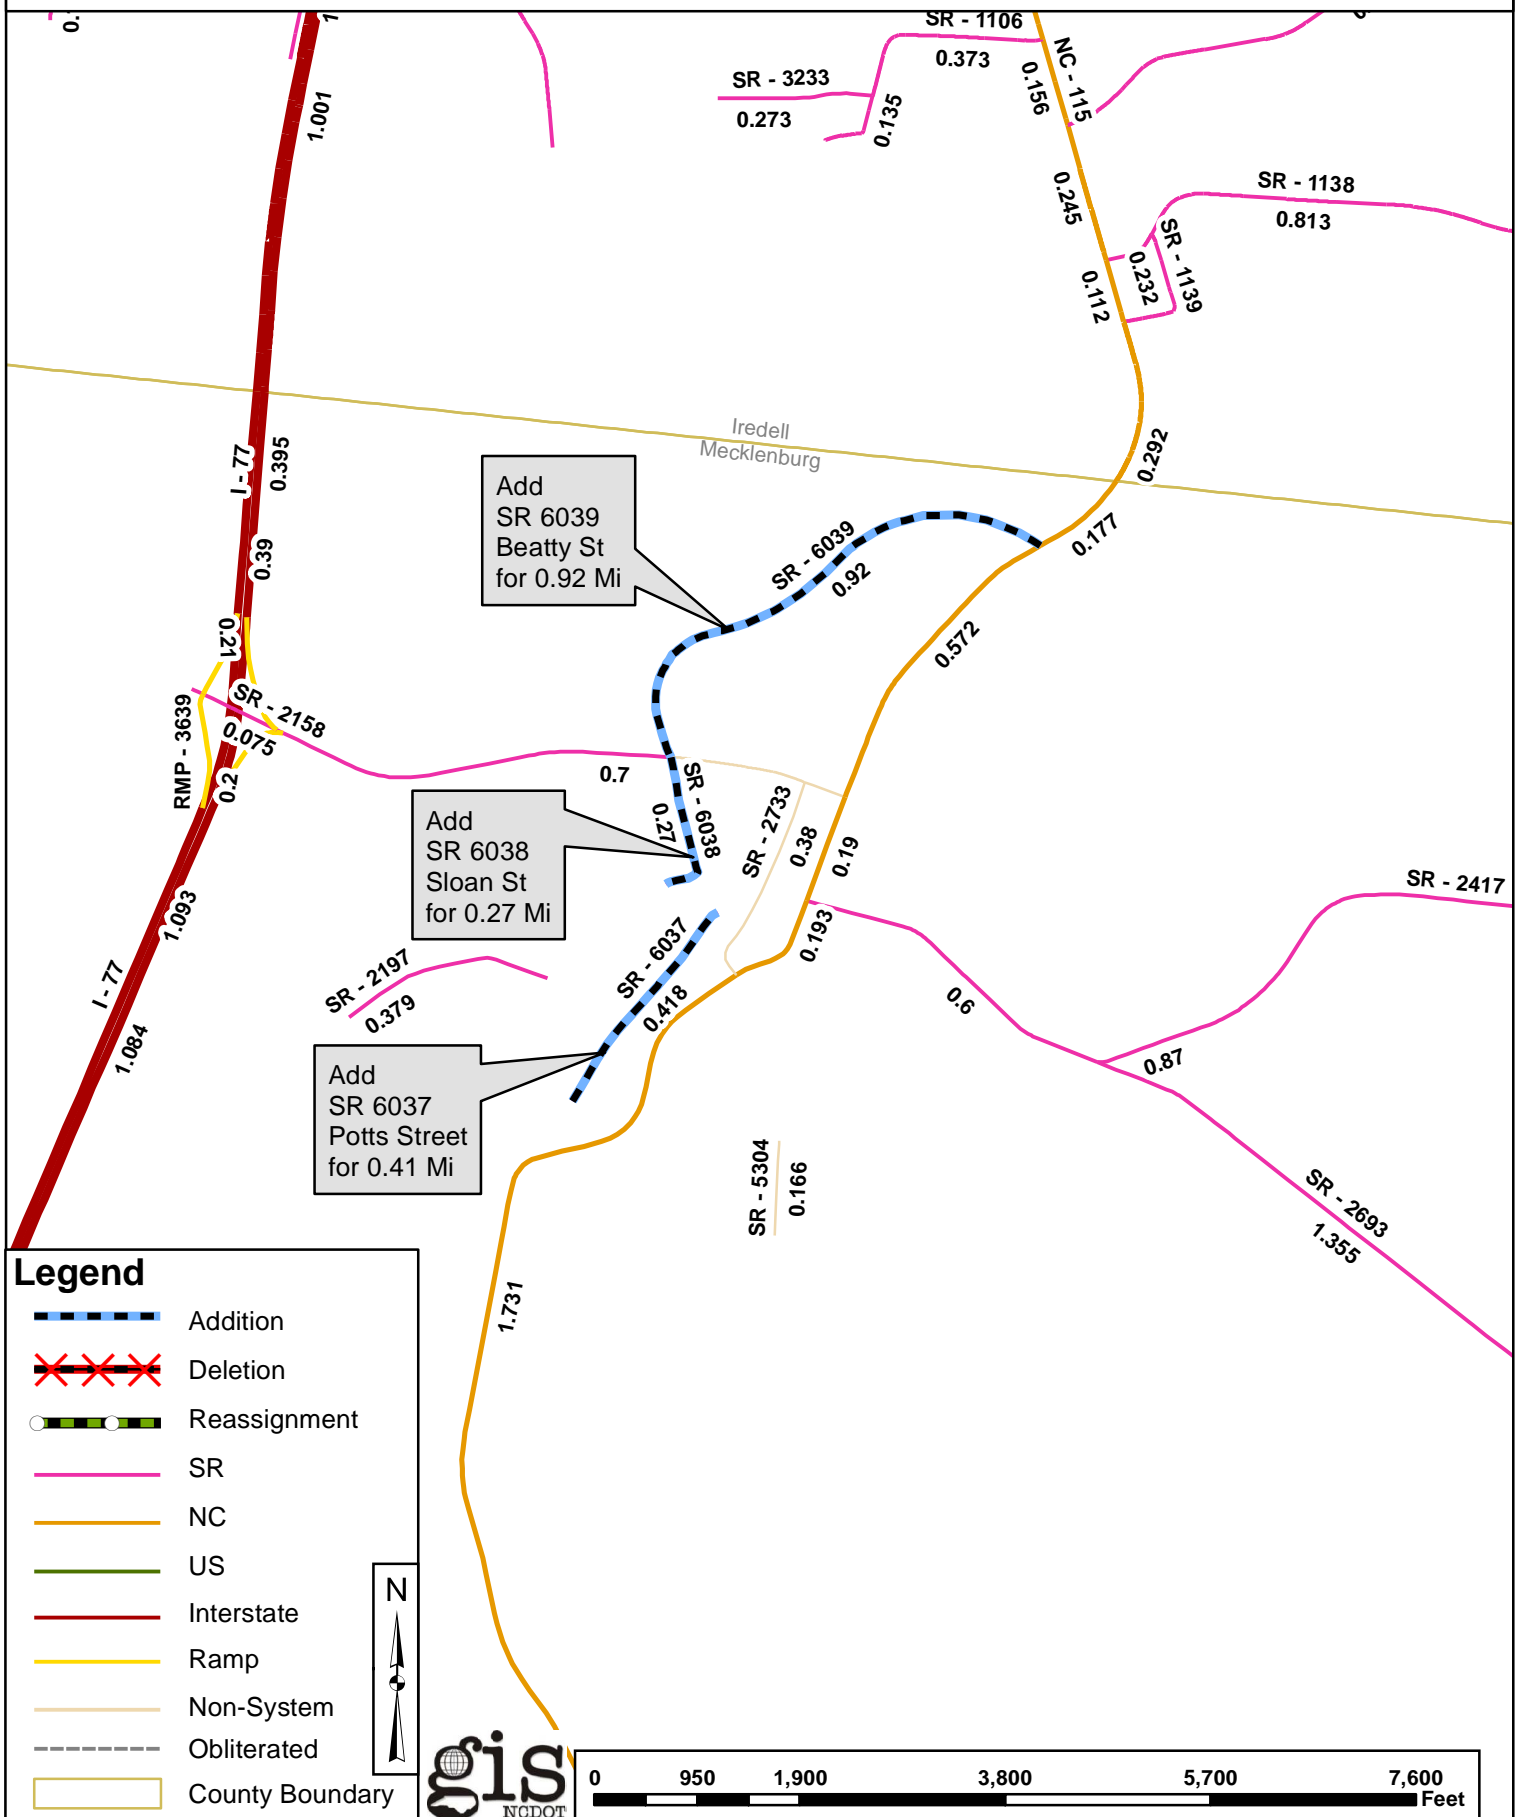 0.
1.001
SR - 1106
0.373
SR - 3233
0.273
0.135
NC - 115
0.156
0.245
SR - 1138
0.813
SR - 1139
0.232
0.112
Iredell
Mecklenburg
0.292
0.177
I - 77
0.395
0.39
Add
SR 6039
Beatty St
for 0.92 Mi
SR - 6039
0.92
0.572
0.21
SR - 2158
0.075
RMP - 3639
0.2
0.7
SR - 6038
0.27
SR - 2733
0.38
0.19
Add
SR 6038
Sloan St
for 0.27 Mi
SR - 2417
1.093
SR - 6037
0.418
0.193
SR - 2197
0.379
I - 77
1.084
0.6
0.87
Add
SR 6037
Potts Street
for 0.41 Mi
SR - 5304
0.166
SR - 2693
1.355
1.731
Legend
Addition
Deletion
Reassignment
SR
NC
US
Interstate
Ramp
Non-System
Obliterated
County Boundary
N
gis
NCDOT
0 950 1,900 3,800 5,700 7,600
Feet